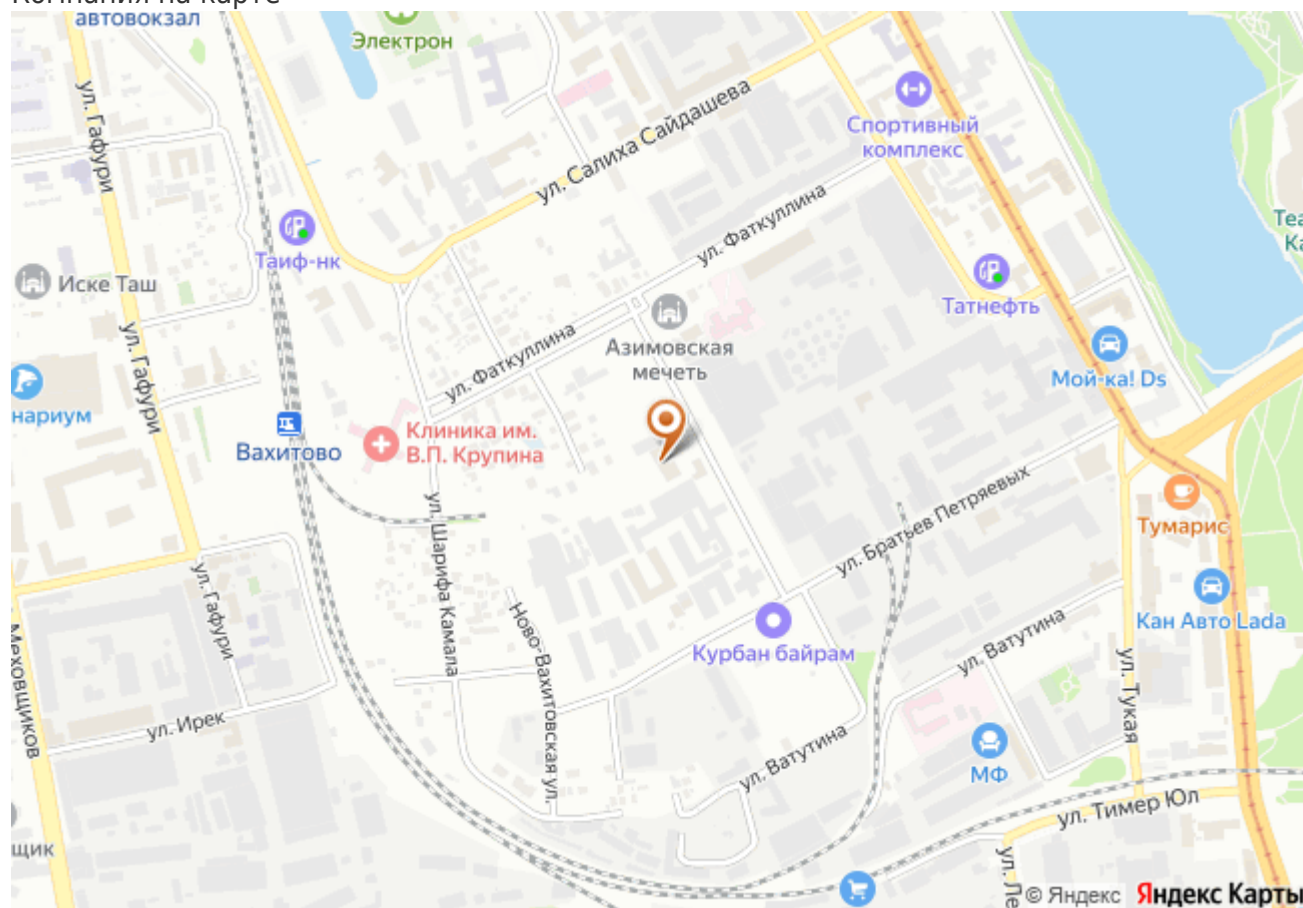 Компания на карте
автовокзал
Электрон
ул. Гафури
ул. Салиха Сайдашева
Спортивный
комплекс
ул. Фаткуллина
Таиф-нк
Иске Таш
Татнефть
Азимовская
мечеть
ул. Гафури
ул. Фаткуллина
Мой-ка! Ds
Вахитово
Клиника им.
В.П. Крупина
ул. Шарифа Камала
ул. Братьев Петряевых
Тумарис
ул. Гафури
Ново-Вахитовская ул.
Курбан байрам
ул. Ватутина
Кан Авто Lada
ул. Тукая
Меховщиков
ул. Ирек
ул. Ватутина
МФ
ул. Тимер Юл
щик
ул. Ле
© Яндекс Яндекс Карты